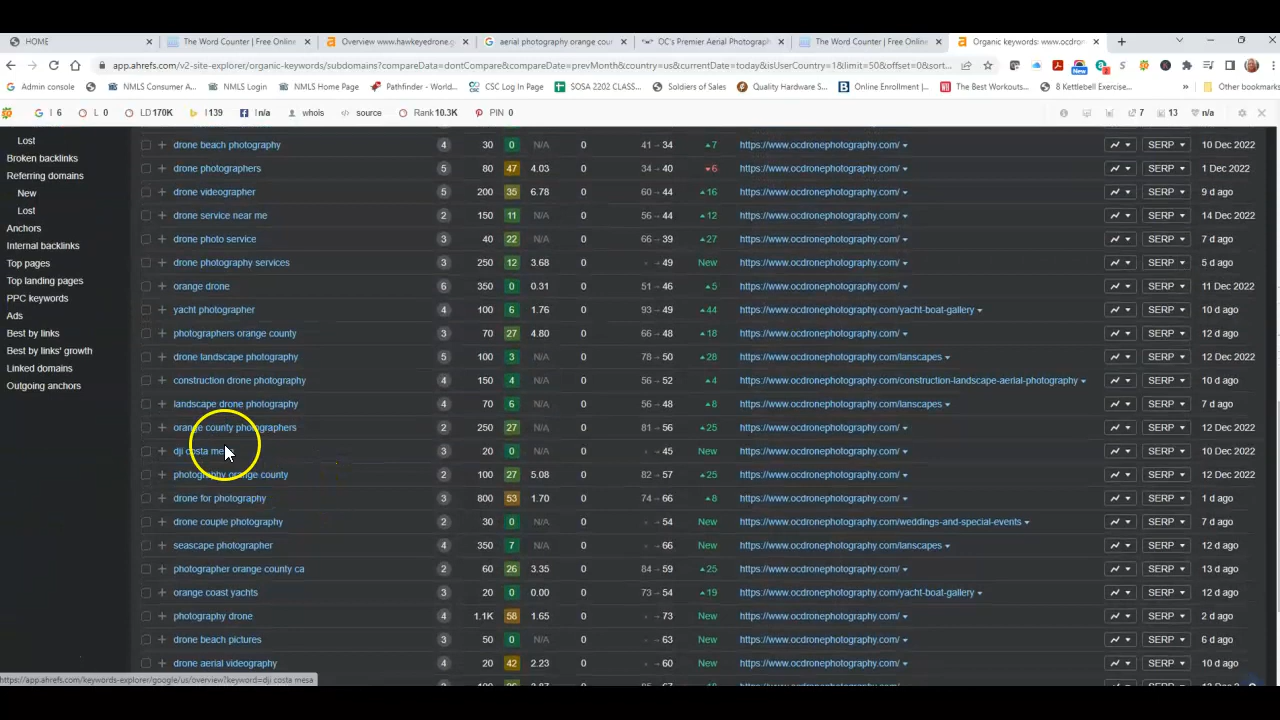 HOME × The Word Counter | Free Online × Overview: www.hawkeyedrone.g × aerial photography orange coun × OC's Premier Aerial Photograph × The Word Counter | Free Online × Organic keywords: www.ocdron × +
app.ahrefs.com/v2-site-explorer/organic-keywords/subdomains?compareData=dontCompare&compareDate=prevMonth&country=us&currentDate=today&isUserCountry=1&limit=50&offset=0&sort... New
Admin console NMLS Consumer A... NMLS Login NMLS Home Page Pathfinder - World... CSC Log In Page SOSA 2202 CLASS... Soldiers of Sales Quality Hardware S... Online Enrollment |... The Best Workouts... 8 Kettlebell Exercise... » Other bookmarks
I 6 L 0 LD 170K I 139 n/a whois source Rank 10.3K PIN 0 7 13 n/a
Lost
Broken backlinks
Referring domains
New
Lost
Anchors
Internal backlinks
Top pages
Top landing pages
PPC keywords
Ads
Best by links
Best by links' growth
Linked domains
Outgoing anchors
drone beach photography 4 30 0 N/A 0 41 → 34 ▲7 https://www.ocdronephotography.com/ SERP 10 Dec 2022
drone photographers 5 80 47 4.03 0 34 → 40 ▼6 https://www.ocdronephotography.com/ SERP 1 Dec 2022
drone videographer 5 200 35 6.78 0 60 → 44 ▲16 https://www.ocdronephotography.com/ SERP 9 d ago
drone service near me 2 150 11 N/A 0 56 → 44 ▲12 https://www.ocdronephotography.com/ SERP 14 Dec 2022
drone photo service 3 40 22 N/A 0 66 → 39 ▲27 https://www.ocdronephotography.com/ SERP 7 d ago
drone photography services 3 250 12 3.68 0 × → 49 New https://www.ocdronephotography.com/ SERP 5 d ago
orange drone 6 350 0 0.31 0 51 → 46 ▲5 https://www.ocdronephotography.com/ SERP 11 Dec 2022
yacht photographer 4 100 6 1.76 0 93 → 49 ▲44 https://www.ocdronephotography.com/yacht-boat-gallery SERP 10 d ago
photographers orange county 3 70 27 4.80 0 66 → 48 ▲18 https://www.ocdronephotography.com/ SERP 12 d ago
drone landscape photography 5 100 3 N/A 0 78 → 50 ▲28 https://www.ocdronephotography.com/lanscapes SERP 12 Dec 2022
construction drone photography 4 150 4 N/A 0 56 → 52 ▲4 https://www.ocdronephotography.com/construction-landscape-aerial-photography SERP 10 d ago
landscape drone photography 4 70 6 N/A 0 56 → 48 ▲8 https://www.ocdronephotography.com/lanscapes SERP 7 d ago
orange county photographers 2 250 27 N/A 0 81 → 56 ▲25 https://www.ocdronephotography.com/ SERP 12 Dec 2022
dji costa me 3 20 0 N/A 0 × → 45 New https://www.ocdronephotography.com/ SERP 10 Dec 2022
photography orange county 2 100 27 5.08 0 82 → 57 ▲25 https://www.ocdronephotography.com/ SERP 12 Dec 2022
drone for photography 3 800 53 1.70 0 74 → 66 ▲8 https://www.ocdronephotography.com/ SERP 1 d ago
drone couple photography 2 30 0 N/A 0 × → 54 New https://www.ocdronephotography.com/weddings-and-special-events SERP 7 d ago
seascape photographer 4 350 7 N/A 0 × → 66 New https://www.ocdronephotography.com/lanscapes SERP 12 d ago
photographer orange county ca 2 60 26 3.35 0 84 → 59 ▲25 https://www.ocdronephotography.com/ SERP 13 d ago
orange coast yachts 3 20 0 0.00 0 73 → 54 ▲19 https://www.ocdronephotography.com/yacht-boat-gallery SERP 12 d ago
photography drone 4 1.1K 58 1.65 0 × → 73 New https://www.ocdronephotography.com/ SERP 2 d ago
drone beach pictures 3 50 0 N/A 0 × → 63 New https://www.ocdronephotography.com/ SERP 6 d ago
drone aerial videography 4 20 42 2.23 0 × → 60 New https://www.ocdronephotography.com/ SERP 10 d ago
https://app.ahrefs.com/keywords-explorer/google/us/overview?keyword=dji costa mesa